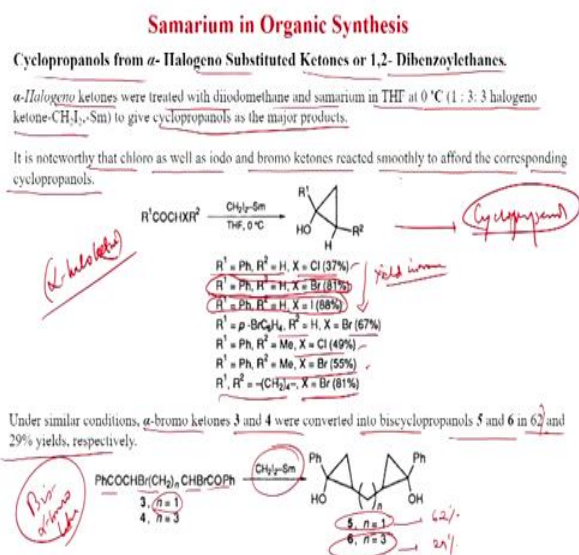 Samarium in Organic Synthesis
Cyclopropanols from α- Halogeno Substituted Ketones or 1,2- Dibenzoylethanes.
α-Halogeno ketones were treated with diiodomethane and samarium in THF at 0 °C (1 : 3: 3 halogeno
ketone-CH₂I₂-Sm) to give cyclopropanols as the major products.
It is noteworthy that chloro as well as iodo and bromo ketones reacted smoothly to afford the corresponding
cyclopropanols.
R¹COCHXR²
CH₂I₂–Sm
THF, 0 °C
R¹
HO
R²
H
(α-haloketone)
R¹ = Ph, R² = H, X = Cl (37%)
R¹ = Ph, R² = H, X = Br (81%)
R¹ = Ph, R² = H, X = I (88%)
R¹ = p-BrC₆H₄, R² = H, X = Br (67%)
R¹ = Ph, R² = Me, X = Cl (49%)
R¹ = Ph, R² = Me, X = Br (55%)
R¹, R² = –(CH₂)₄–, X = Br (81%)
Yield
Under similar conditions, α-bromo ketones 3 and 4 were converted into biscyclopropanols 5 and 6 in 62 and
29% yields, respectively.
PhCOCHBr(CH₂)ₙCHBrCOPh
3, n = 1
4, n = 3
CH₂I₂–Sm
Ph
Ph
HO
OH
n
5, n = 1
62%
6, n = 3
29%
Bis
α-bromo